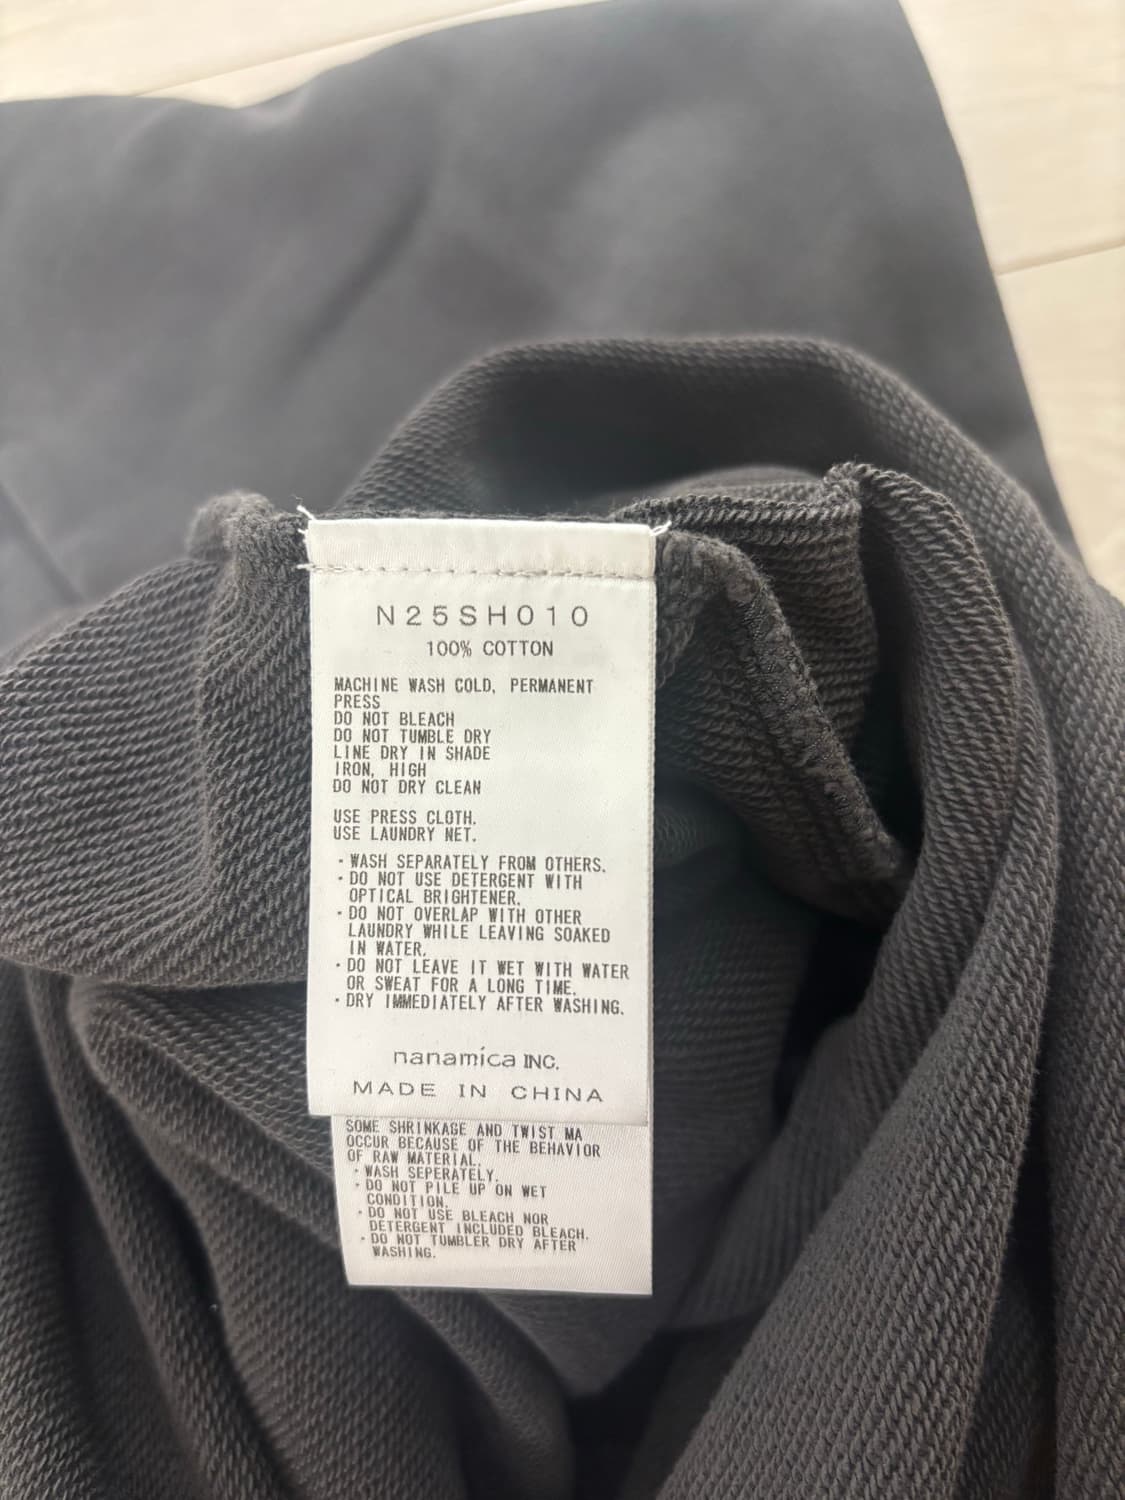 N25SH010
100% COTTON
MACHINE WASH COLD, PERMANENT
PRESS
DO NOT BLEACH
DO NOT TUMBLE DRY
LINE DRY IN SHADE
IRON, HIGH
DO NOT DRY CLEAN
USE PRESS CLOTH.
USE LAUNDRY NET.
・WASH SEPARATELY FROM OTHERS.
・DO NOT USE DETERGENT WITH
OPTICAL BRIGHTENER.
・DO NOT OVERLAP WITH OTHER
LAUNDRY WHILE LEAVING SOAKED
IN WATER.
・DO NOT LEAVE IT WET WITH WATER
OR SWEAT FOR A LONG TIME.
・DRY IMMEDIATELY AFTER WASHING.
nanamica INC.
MADE IN CHINA
SOME SHRINKAGE AND TWIST MA
OCCUR BECAUSE OF THE BEHAVIOR
OF RAW MATERIAL.
・WASH SEPERATELY.
・DO NOT PILE UP ON WET
CONDITION.
・DO NOT USE BLEACH NOR
DETERGENT INCLUDED BLEACH.
・DO NOT TUMBLER DRY AFTER
WASHING.